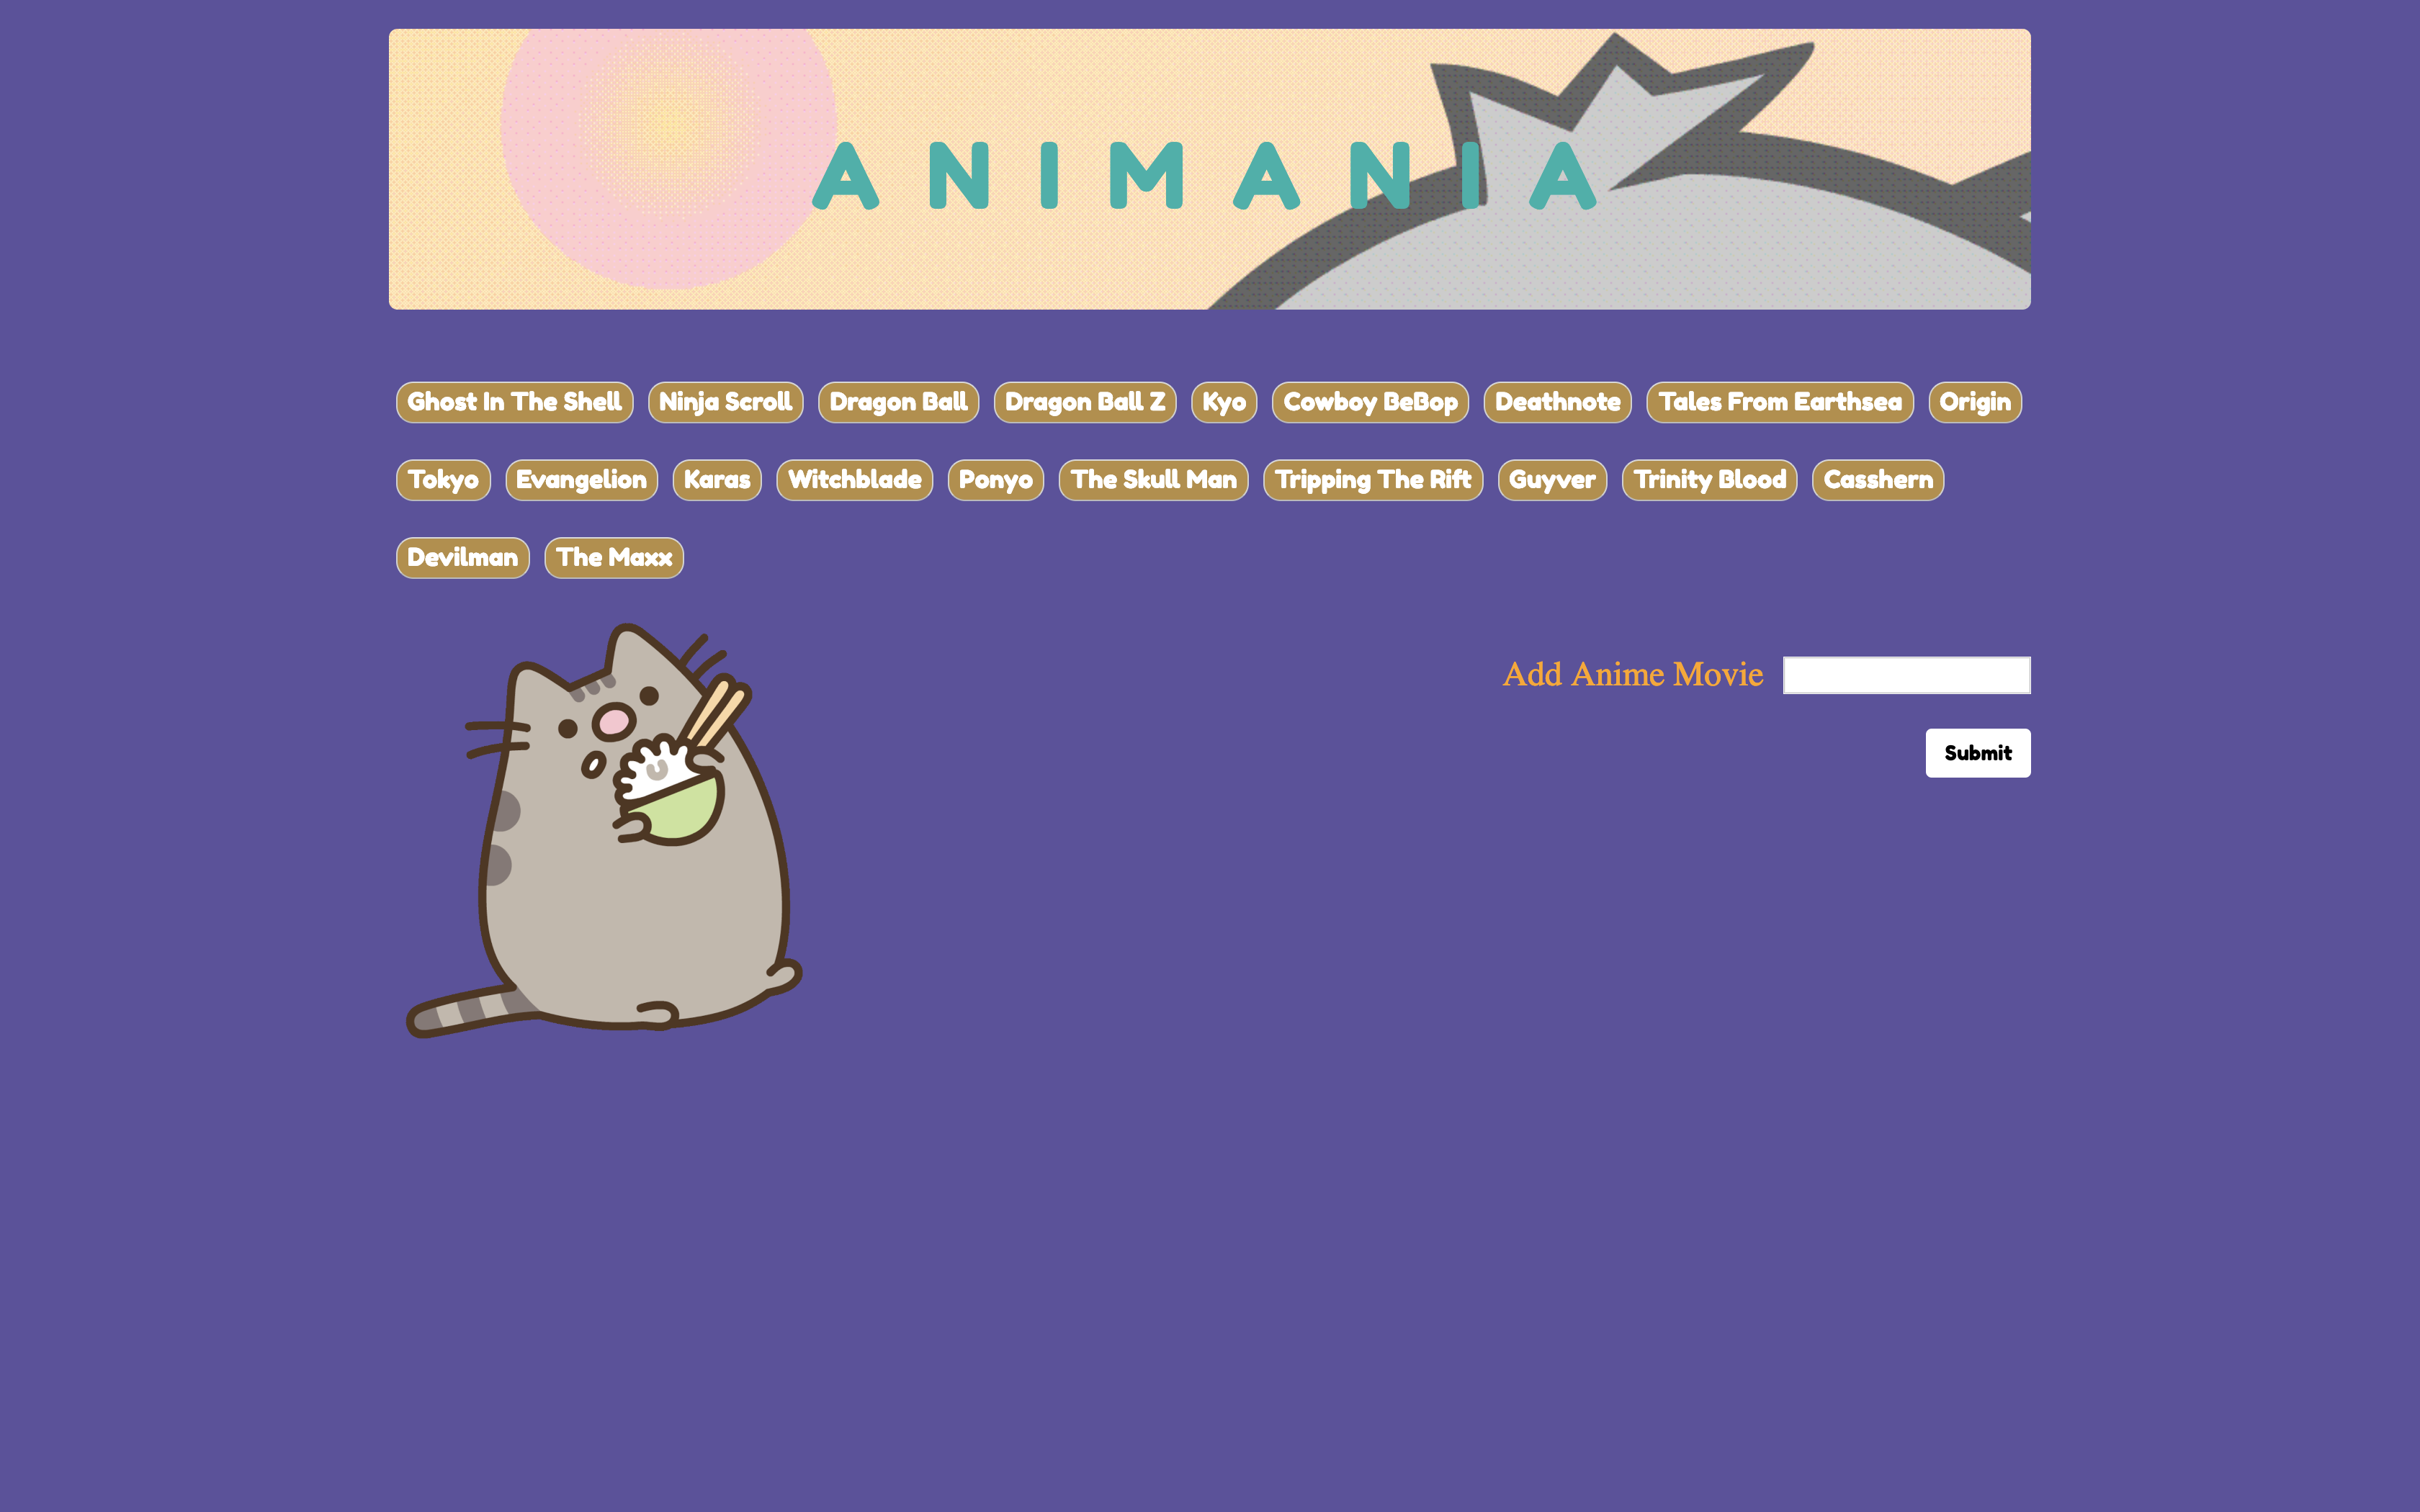 ANIMANIA
Ghost In The Shell Ninja Scroll Dragon Ball Dragon Ball Z Kyo Cowboy BeBop Deathnote Tales From Earthsea Origin
Tokyo Evangelion Karas Witchblade Ponyo The Skull Man Tripping The Rift Guyver Trinity Blood Casshern
Devilman The Maxx
Add Anime Movie
Submit